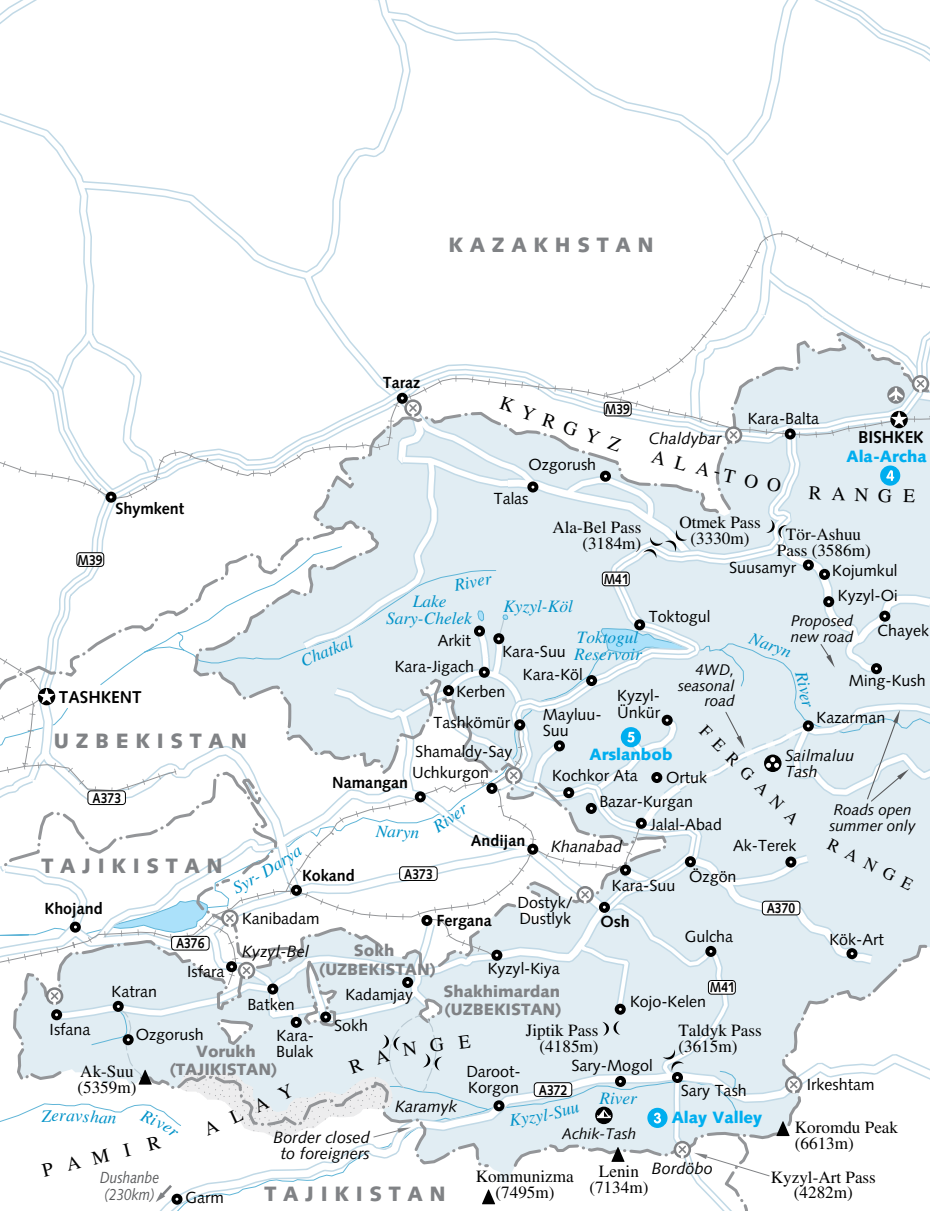 KAZAKHSTAN
Taraz
M39
KYRGYZ ALA-TOO RANGE
Kara-Balta
Chaldybar
BISHKEK
Ala-Archa
4
Ozgorush
Talas
Shymkent
Ala-Bel Pass
(3184m)
Otmek Pass
(3330m)
Tör-Ashuu
Pass (3586m)
M39
M41
Suusamyr
Kojumkul
River
Kyzyl-Oi
Lake
Sary-Chelek
Kyzyl-Köl
Toktogul
Proposed
new road
Chayek
Arkit
Kara-Suu
Toktogul
Reservoir
Naryn
River
Chatkal
Kara-Jigach
Kara-Köl
4WD,
seasonal
road
Ming-Kush
TASHKENT
Kerben
Kyzyl-
Ünkür
Tashkömür
Mayluu-
Suu
Kazarman
UZBEKISTAN
5
Arslanbob
FERGANA
RANGE
Shamaldy-Say
Sailmaluu
Tash
Uchkurgon
Kochkor Ata
Ortuk
Namangan
A373
Bazar-Kurgan
Roads open
summer only
Naryn
River
Jalal-Abad
Andijan
Khanabad
Ak-Terek
TAJIKISTAN
Syr-Darya
Kokand
A373
Kara-Suu
Özgön
Khojand
Kanibadam
Dostyk/
Dustlyk
Osh
A370
Fergana
A376
Kyzyl-Bel
Sokh
(UZBEKISTAN)
Gulcha
Kök-Art
Isfara
Kyzyl-Kiya
Katran
Batken
Kadamjay
Shakhimardan
(UZBEKISTAN)
M41
Isfana
Kojo-Kelen
Sokh
Ozgorush
Kara-
Bulak
Jiptik Pass
(4185m)
Taldyk Pass
(3615m)
Vorukh
(TAJIKISTAN)
Ak-Suu
(5359m)
Daroot-
Korgon
Sary-Mogol
A372
Sary Tash
Irkeshtam
Zeravshan
River
Karamyk
Kyzyl-Suu
River
3
Alay Valley
Achik-Tash
Koromdu Peak
(6613m)
PAMIR ALAY RANGE
Border closed
to foreigners
Bordöbo
Dushanbe
(230km)
Garm
TAJIKISTAN
Kommunizma
(7495m)
Lenin
(7134m)
Kyzyl-Art Pass
(4282m)